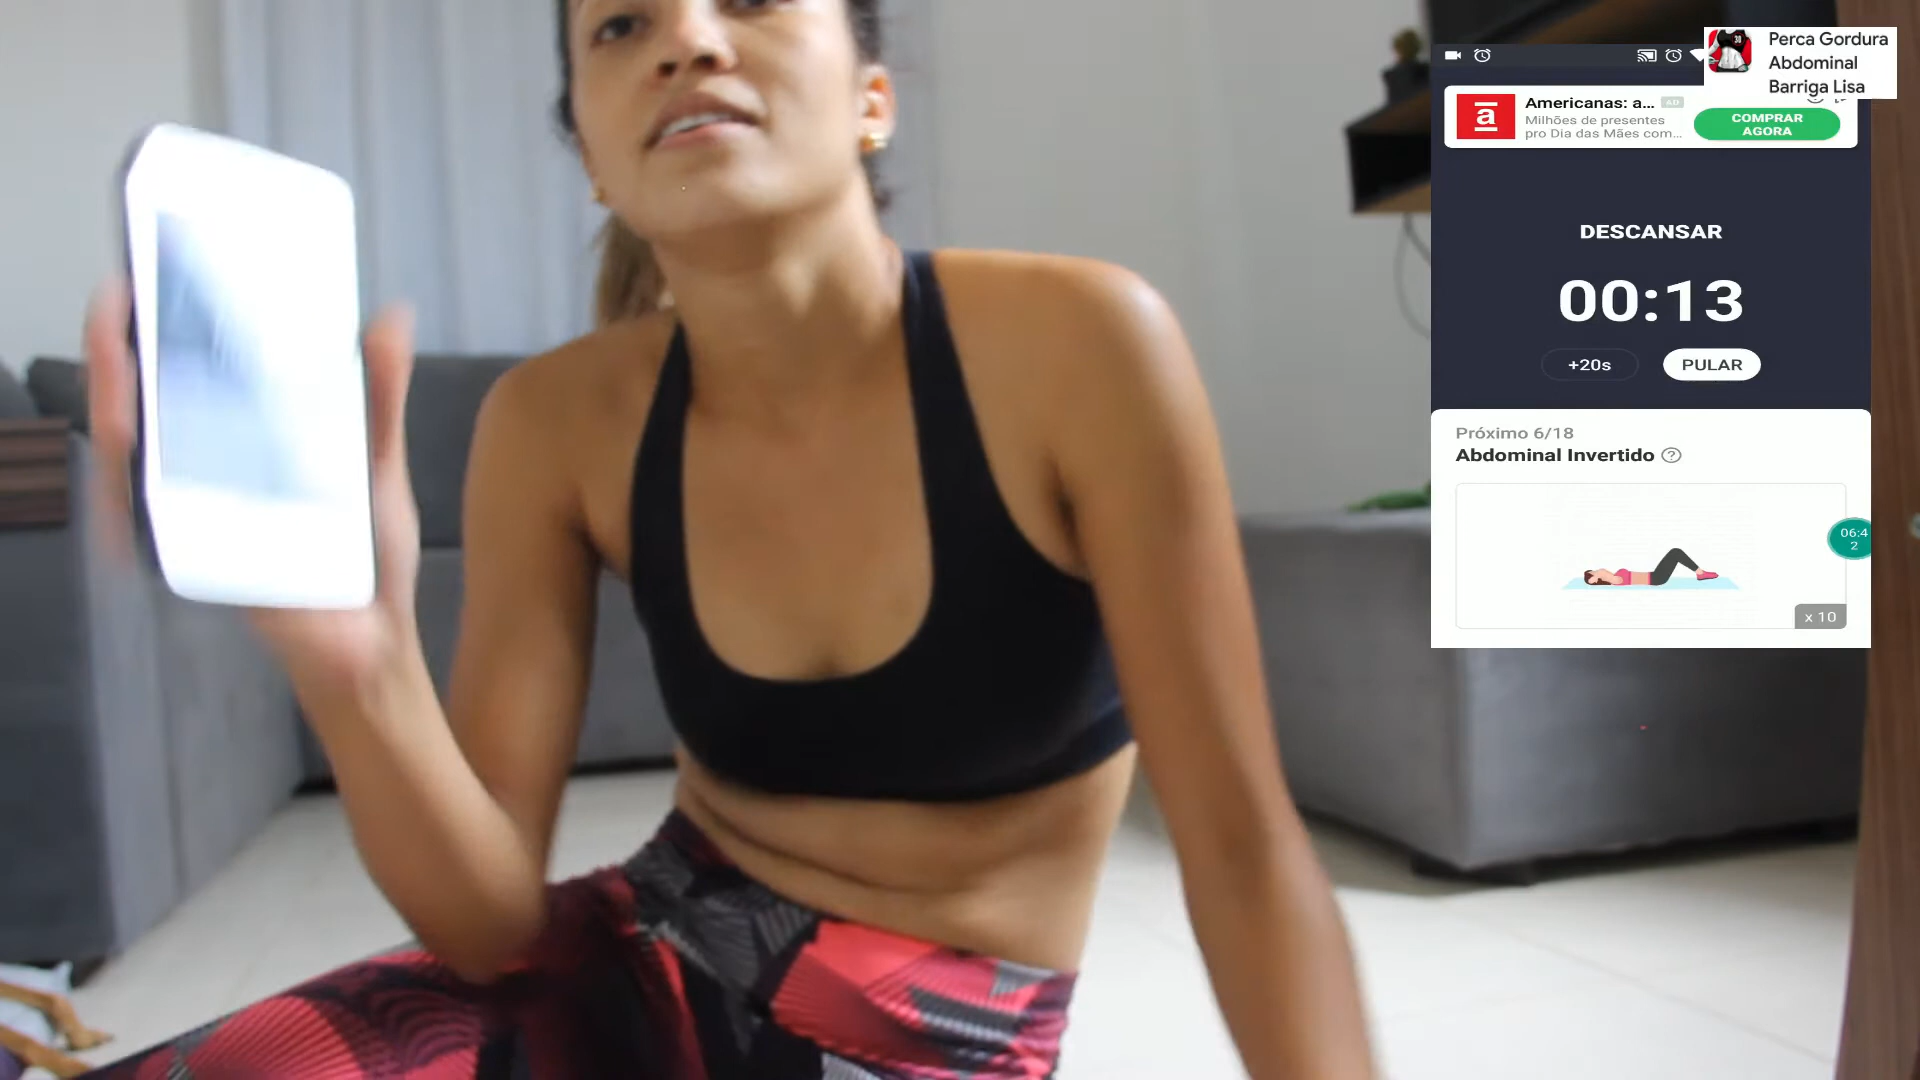 Perca Gordura
Abdominal
Barriga Lisa
38
Americanas: a... AD
Milhões de presentes
pro Dia das Mães com...
COMPRAR
AGORA
a
DESCANSAR
00:13
+20s
PULAR
Próximo 6/18
Abdominal Invertido ?
06:4
2
x 10